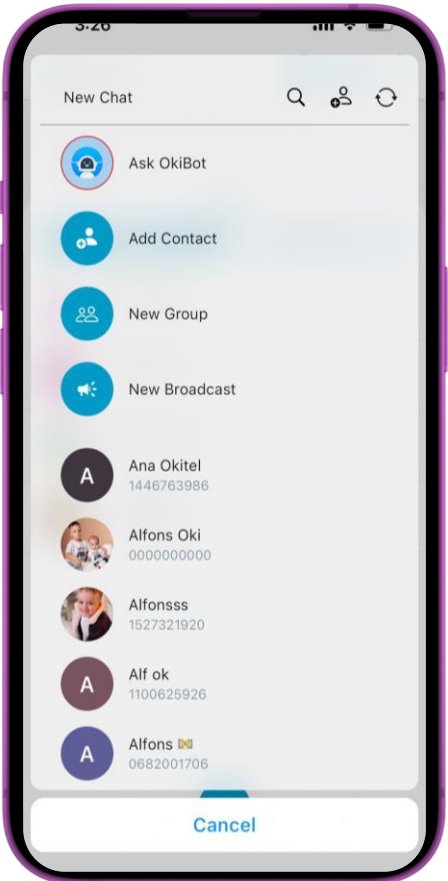 3:26
New Chat
Ask OkiBot
Add Contact
New Group
New Broadcast
A
Ana Okitel
1446763986
Alfons Oki
0000000000
Alfonsss
1527321920
A
Alf ok
1100625926
A
Alfons 💴
0682001706
Cancel